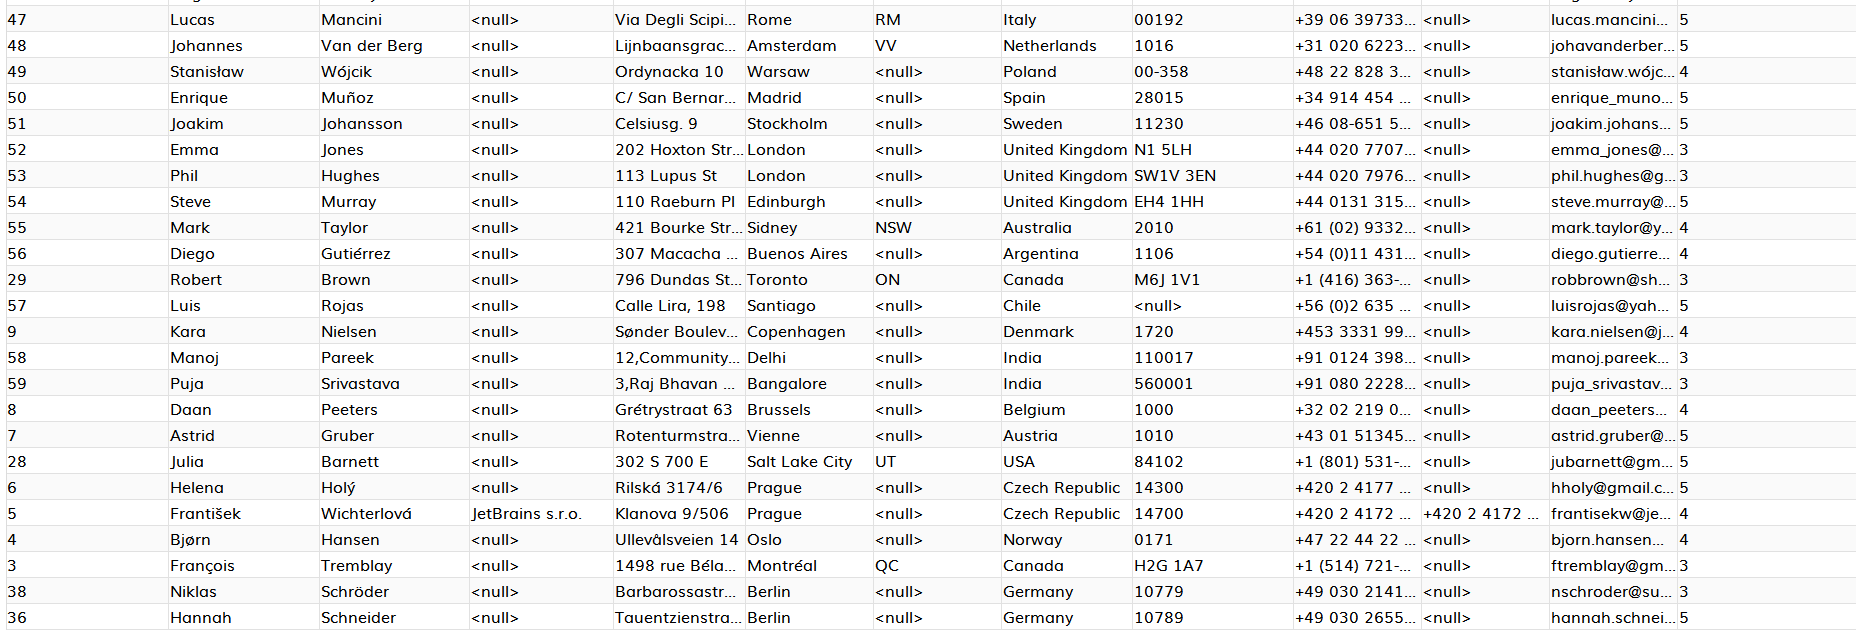 47 Lucas Mancini <null> Via Degli Scipi... Rome RM Italy 00192 +39 06 39733... <null> lucas.mancini... 5
48 Johannes Van der Berg <null> Lijnbaansgrac... Amsterdam VV Netherlands 1016 +31 020 6223... <null> johavanderber... 5
49 Stanisław Wójcik <null> Ordynacka 10 Warsaw <null> Poland 00-358 +48 22 828 3... <null> stanisław.wójc... 4
50 Enrique Muñoz <null> C/ San Bernar... Madrid <null> Spain 28015 +34 914 454 ... <null> enrique_muno... 5
51 Joakim Johansson <null> Celsiusg. 9 Stockholm <null> Sweden 11230 +46 08-651 5... <null> joakim.johans... 5
52 Emma Jones <null> 202 Hoxton Str... London <null> United Kingdom N1 5LH +44 020 7707... <null> emma_jones@... 3
53 Phil Hughes <null> 113 Lupus St London <null> United Kingdom SW1V 3EN +44 020 7976... <null> phil.hughes@g... 3
54 Steve Murray <null> 110 Raeburn Pl Edinburgh <null> United Kingdom EH4 1HH +44 0131 315... <null> steve.murray@... 5
55 Mark Taylor <null> 421 Bourke Str... Sidney NSW Australia 2010 +61 (02) 9332... <null> mark.taylor@y... 4
56 Diego Gutiérrez <null> 307 Macacha ... Buenos Aires <null> Argentina 1106 +54 (0)11 431... <null> diego.gutierre... 4
29 Robert Brown <null> 796 Dundas St... Toronto ON Canada M6J 1V1 +1 (416) 363-... <null> robbrown@sh... 3
57 Luis Rojas <null> Calle Lira, 198 Santiago <null> Chile <null> +56 (0)2 635 ... <null> luisrojas@yah... 5
9 Kara Nielsen <null> Sønder Boulev... Copenhagen <null> Denmark 1720 +453 3331 99... <null> kara.nielsen@j... 4
58 Manoj Pareek <null> 12,Community... Delhi <null> India 110017 +91 0124 398... <null> manoj.pareek... 3
59 Puja Srivastava <null> 3,Raj Bhavan ... Bangalore <null> India 560001 +91 080 2228... <null> puja_srivastav... 3
8 Daan Peeters <null> Grétrystraat 63 Brussels <null> Belgium 1000 +32 02 219 0... <null> daan_peeters... 4
7 Astrid Gruber <null> Rotenturmstra... Vienne <null> Austria 1010 +43 01 51345... <null> astrid.gruber@... 5
28 Julia Barnett <null> 302 S 700 E Salt Lake City UT USA 84102 +1 (801) 531-... <null> jubarnett@gm... 5
6 Helena Holý <null> Rilská 3174/6 Prague <null> Czech Republic 14300 +420 2 4177 ... <null> hholy@gmail.c... 5
5 František Wichterlová JetBrains s.r.o. Klanova 9/506 Prague <null> Czech Republic 14700 +420 2 4172 ... +420 2 4172 ... frantisekw@je... 4
4 Bjørn Hansen <null> Ullevålsveien 14 Oslo <null> Norway 0171 +47 22 44 22 ... <null> bjorn.hansen... 4
3 François Tremblay <null> 1498 rue Béla... Montréal QC Canada H2G 1A7 +1 (514) 721-... <null> ftremblay@gm... 3
38 Niklas Schröder <null> Barbarossastr... Berlin <null> Germany 10779 +49 030 2141... <null> nschroder@su... 3
36 Hannah Schneider <null> Tauentzienstra... Berlin <null> Germany 10789 +49 030 2655... <null> hannah.schnei... 5